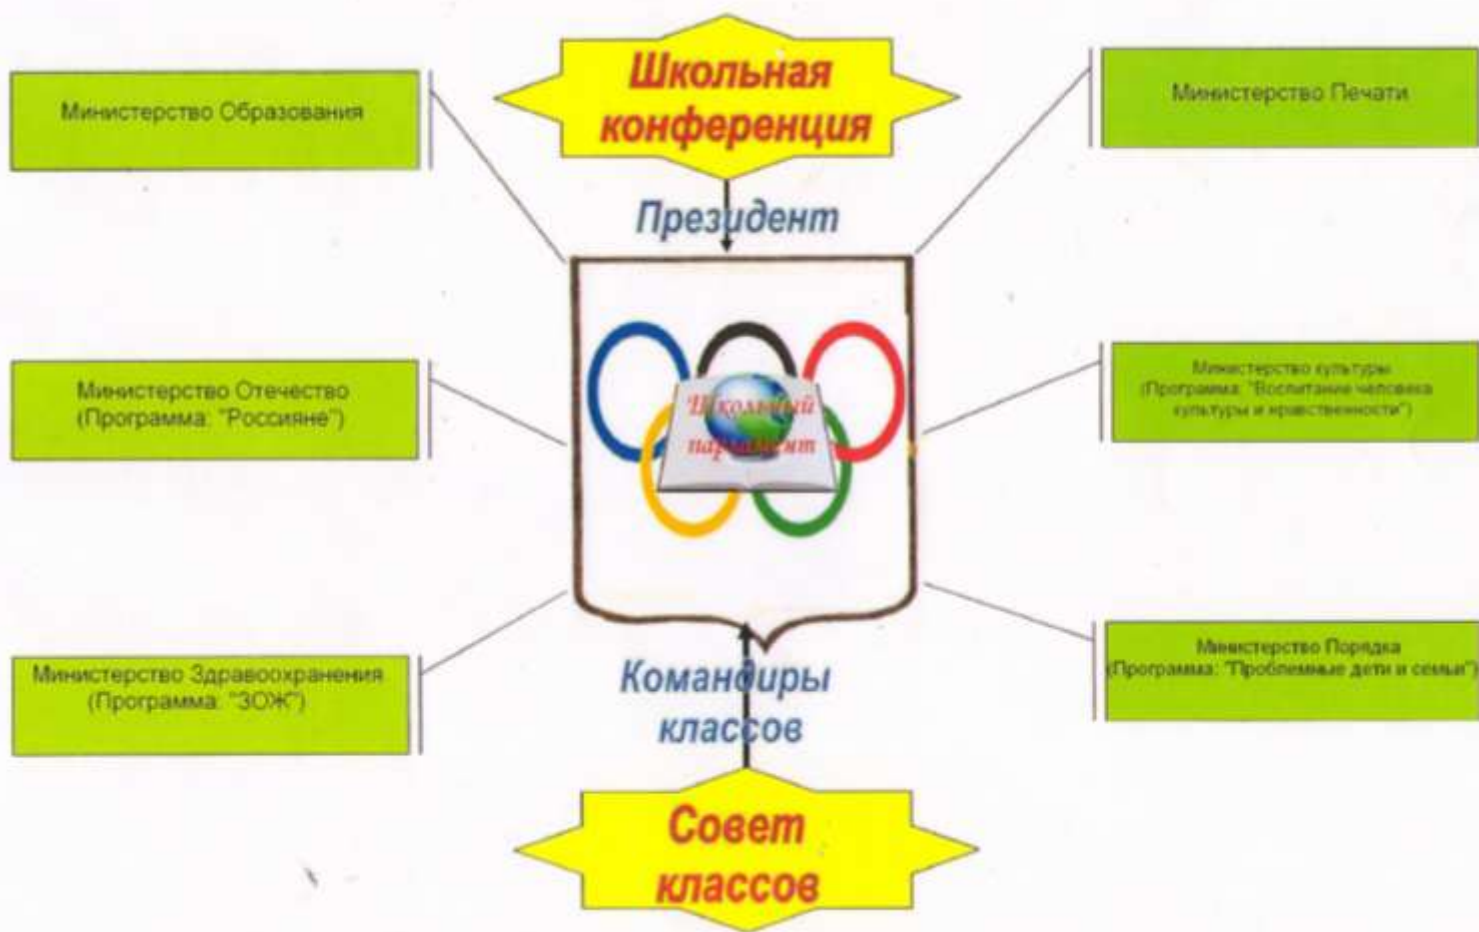 Школьная
конференция
Министерство Образования
Министерство Печати
Президент
Министерство Отечество
(Программа: "Россияне")
Школьный
парламент
Министерство культуры
(Программа: "Воспитание человека
культуры и нравственности")
Министерство Здравоохранения
(Программа: "ЗОЖ")
Командиры
классов
Министерство Порядка
(Программа: "Проблемные дети и семьи")
Совет
классов